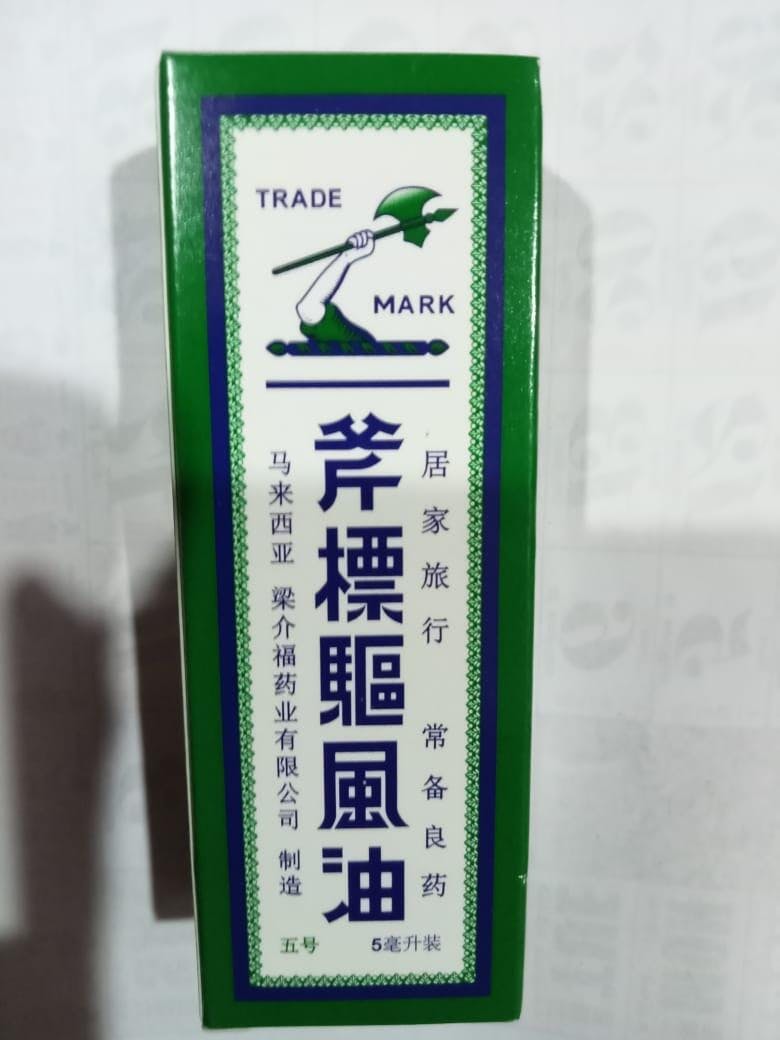 TRADE
MARK
居家旅行 常备良药
斧標驅風油
马来西亚 梁介福药业有限公司 制造
五号
5毫升装